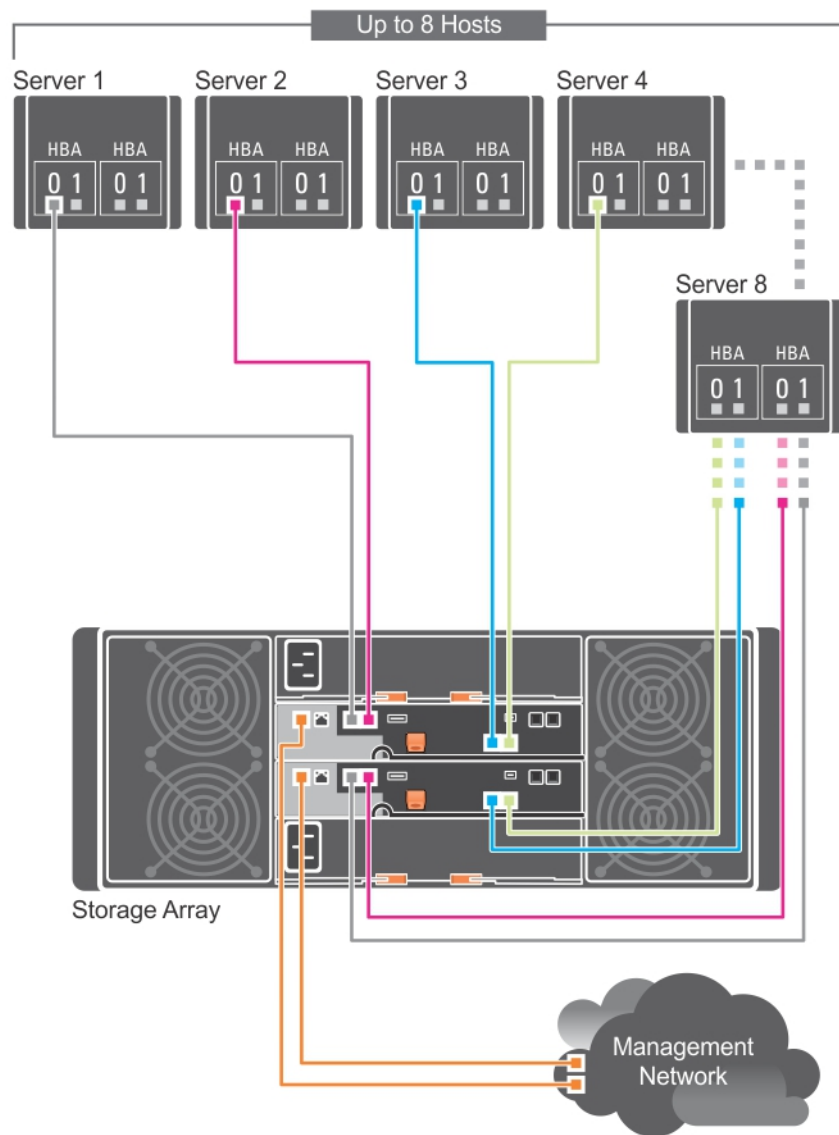 Up to 8 Hosts
Server 1
Server 2
Server 3
Server 4
HBA HBA
0 1 0 1
HBA HBA
0 1 0 1
HBA HBA
0 1 0 1
HBA HBA
0 1 0 1
Server 8
HBA HBA
0 1 0 1
Storage Array
Management
Network